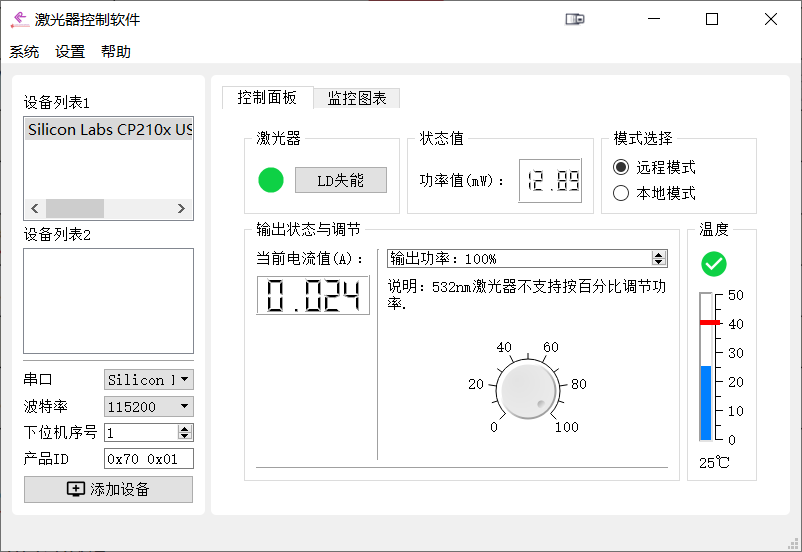 激光器控制软件
系统 设置 帮助
设备列表1
Silicon Labs CP210x US
设备列表2
串口 Silicon
波特率 115200
下位机序号 1
产品ID 0x70 0x01
添加设备
控制面板 监控图表
激光器
LD失能
状态值
功率值(mW)： 12.89
模式选择
远程模式
本地模式
输出状态与调节
当前电流值(A)：
0.024
输出功率：100%
说明：532nm激光器不支持按百分比调节功
率.
0 20 40 60 80 100
温度
50
40
30
20
10
0
25℃